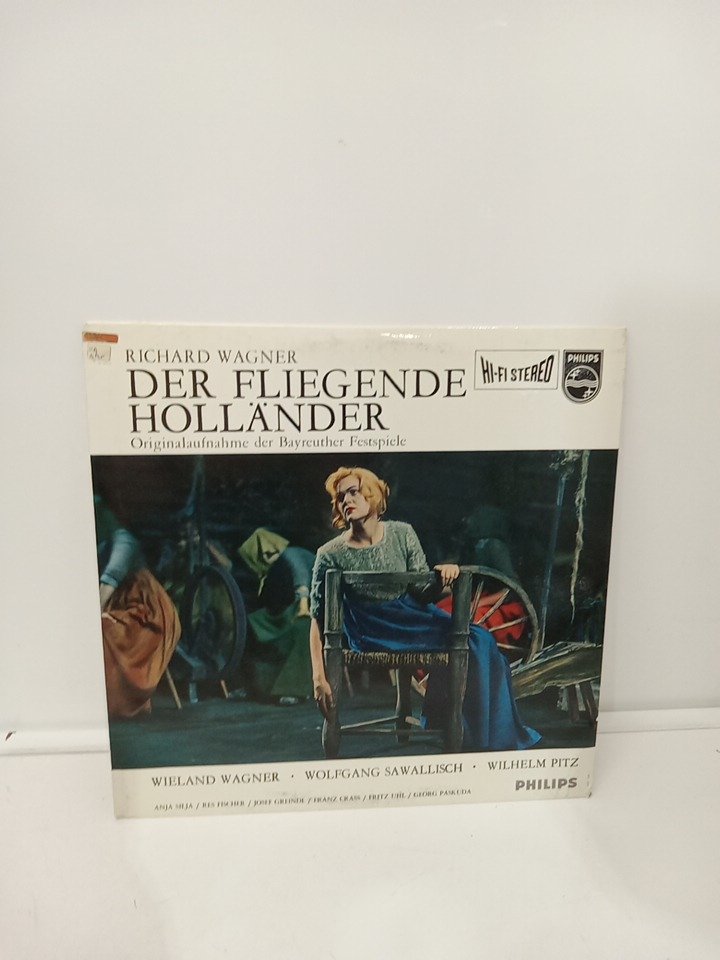 RICHARD WAGNER
DER FLIEGENDE
HOLLÄNDER
Originalaufnahme der Bayreuther Festspiele
HI-FI STEREO
PHILIPS
WIELAND WAGNER · WOLFGANG SAWALLISCH · WILHELM PITZ
PHILIPS
ANJA SILJA / RES FISCHER / JOSEF GREINDL / FRANZ CRASS / FRITZ UHL / GEORG PASKUDA